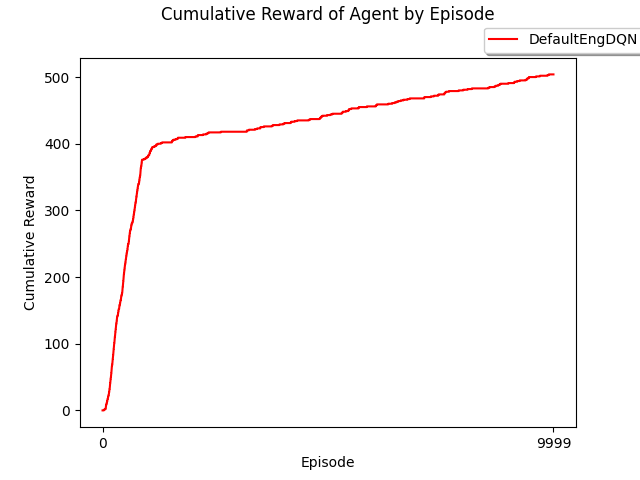 Cumulative Reward of Agent by Episode
DefaultEngDQN
500
400
300
200
100
0
Cumulative Reward
0 9999
Episode